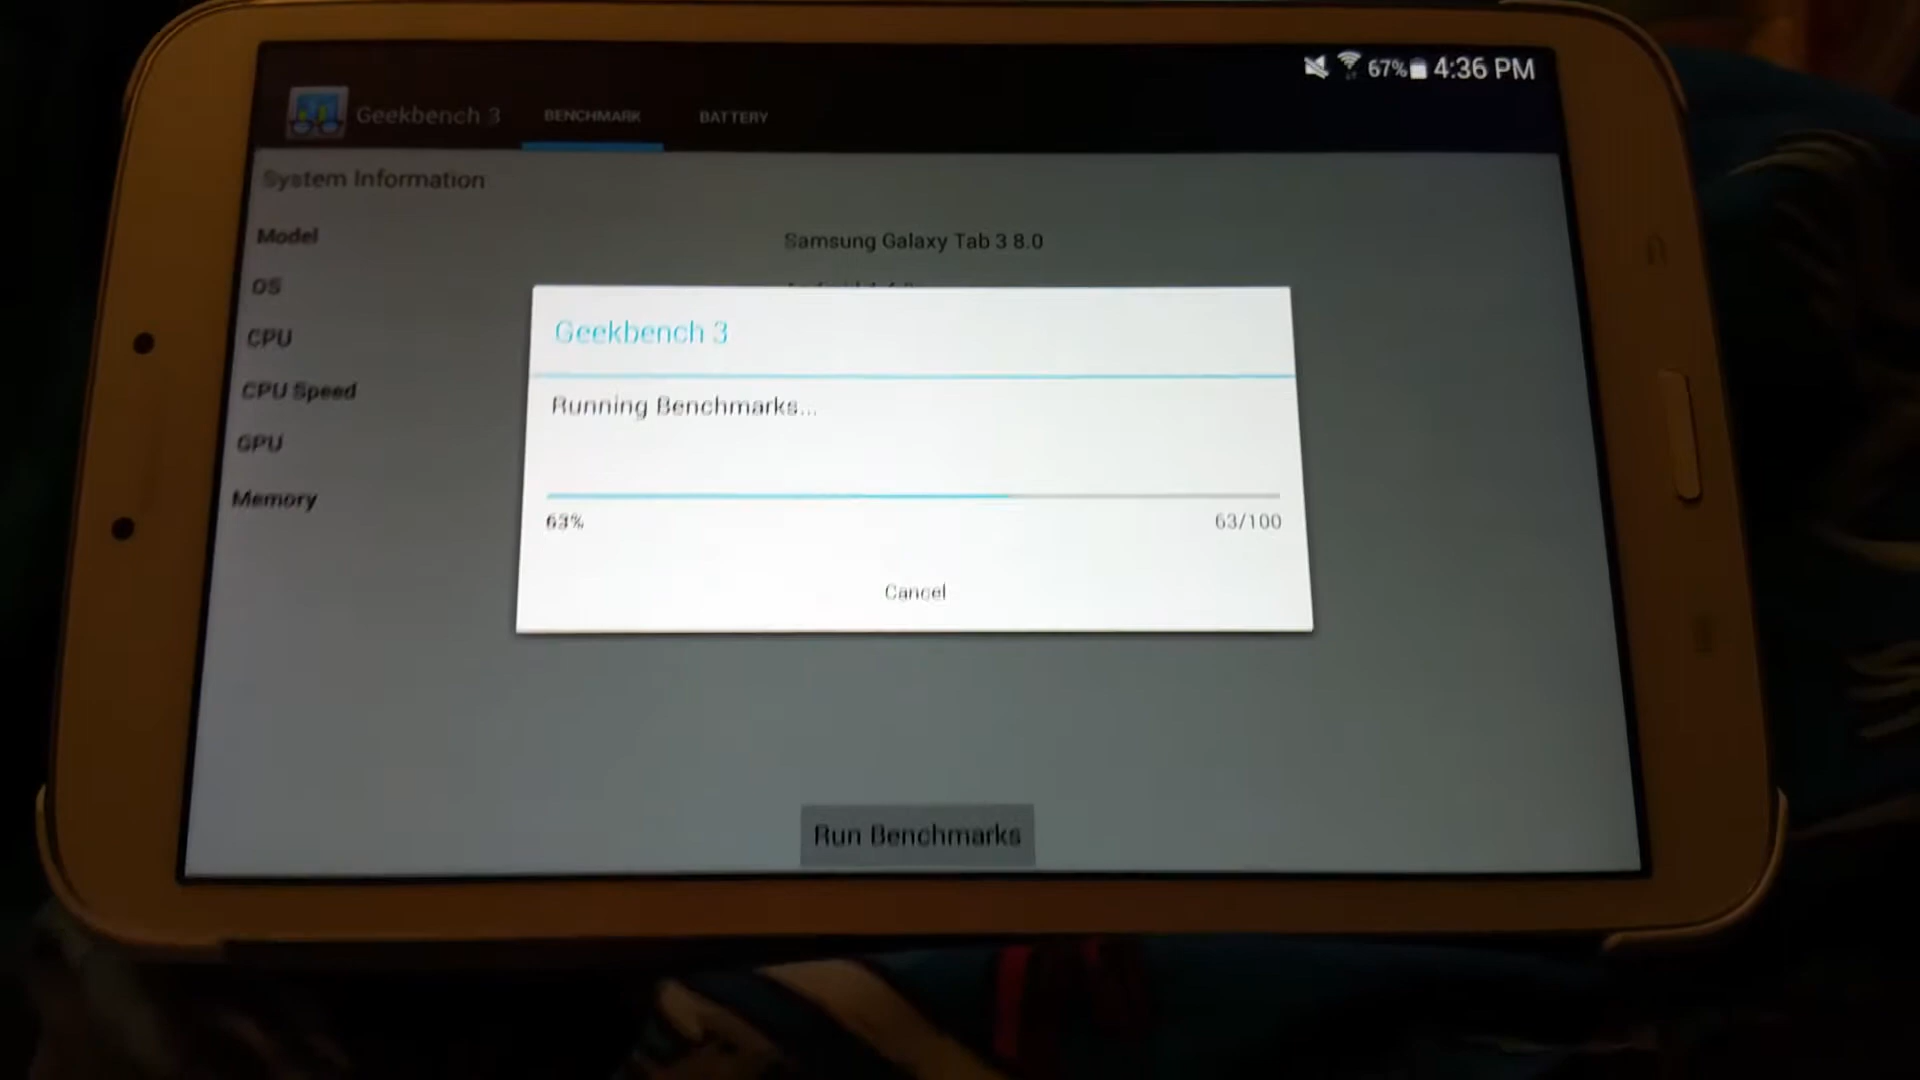 67% 4:36 PM
Geekbench 3 BENCHMARK BATTERY
System Information
Model Samsung Galaxy Tab 3 8.0
OS
CPU
CPU Speed
GPU
Memory
Geekbench 3
Running Benchmarks...
63% 63/100
Cancel
Run Benchmarks